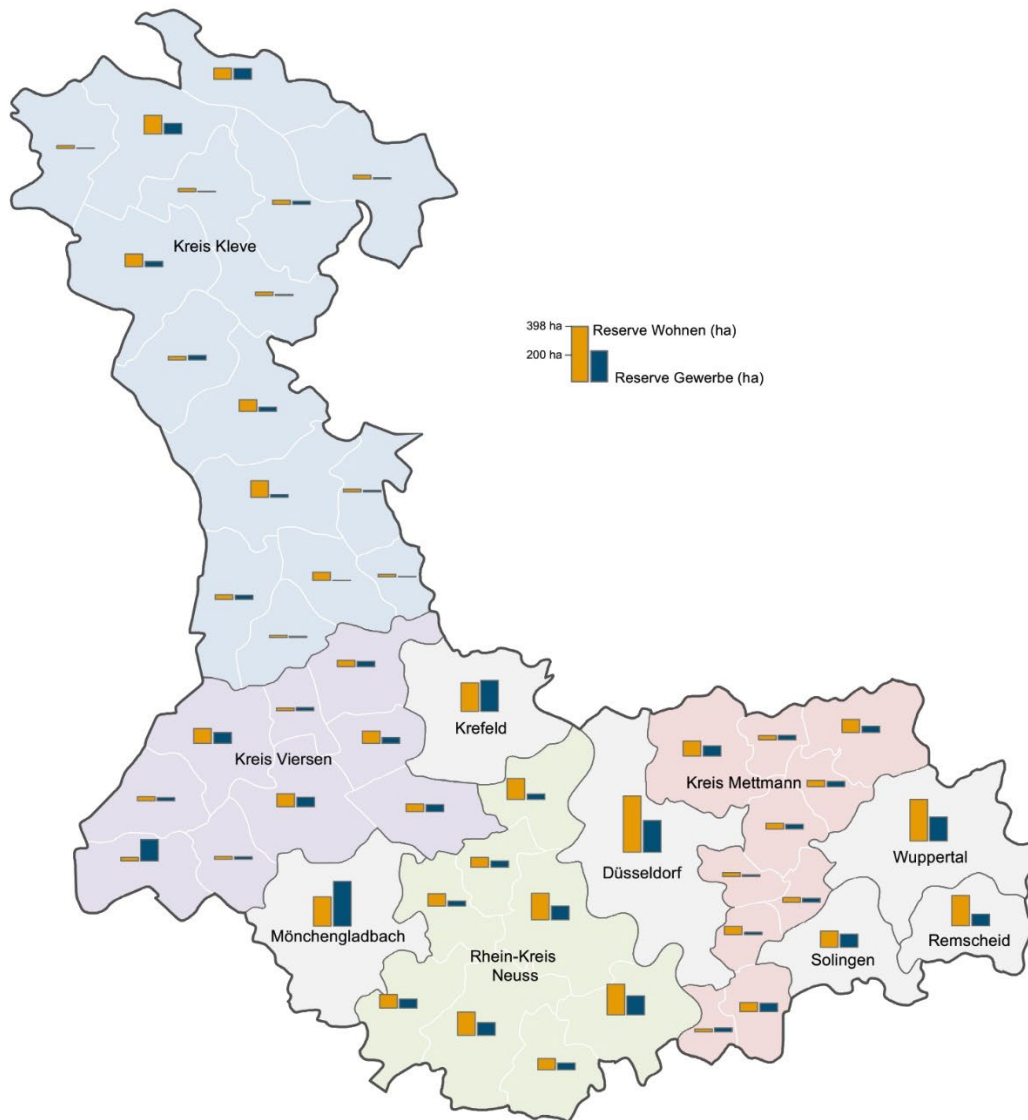 Kreis Kleve
398 ha
Reserve Wohnen (ha)
200 ha
Reserve Gewerbe (ha)
Krefeld
Kreis Viersen
Kreis Mettmann
Wuppertal
Düsseldorf
Mönchengladbach
Remscheid
Rhein-Kreis
Neuss
Solingen